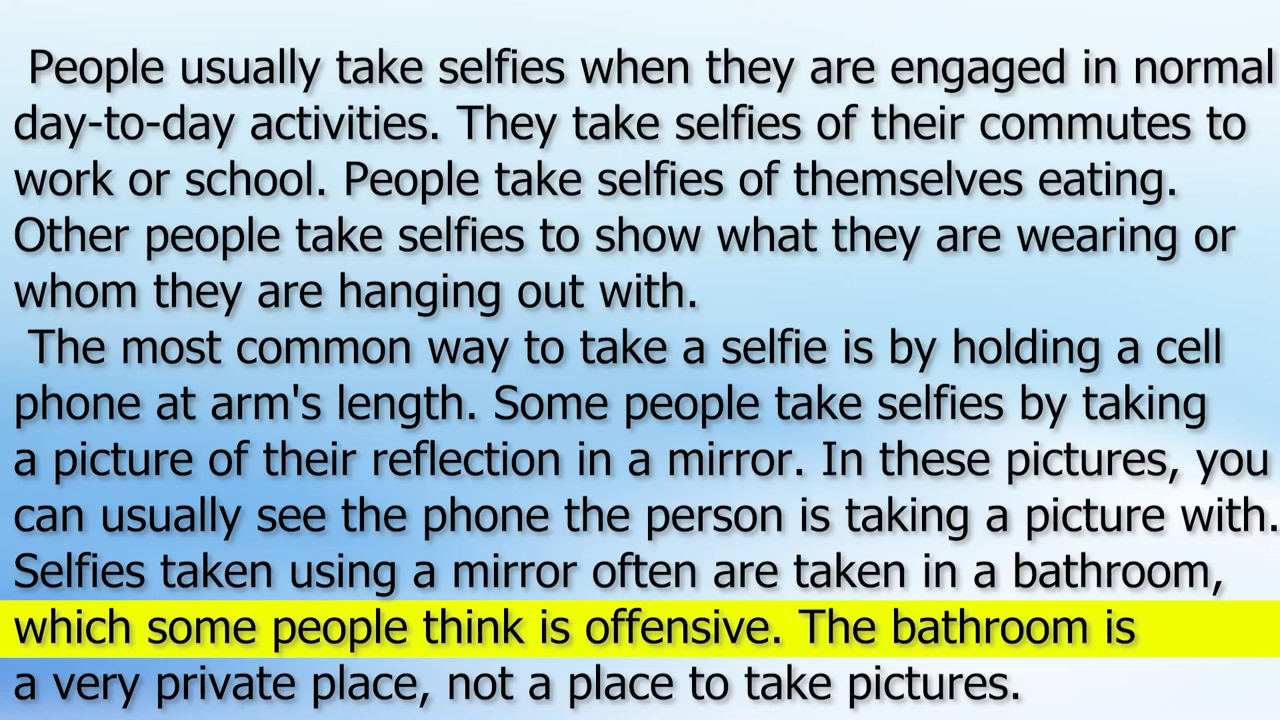 People usually take selfies when they are engaged in normal
day-to-day activities. They take selfies of their commutes to
work or school. People take selfies of themselves eating.
Other people take selfies to show what they are wearing or
whom they are hanging out with.
The most common way to take a selfie is by holding a cell
phone at arm's length. Some people take selfies by taking
a picture of their reflection in a mirror. In these pictures, you
can usually see the phone the person is taking a picture with.
Selfies taken using a mirror often are taken in a bathroom,
which some people think is offensive. The bathroom is
a very private place, not a place to take pictures.